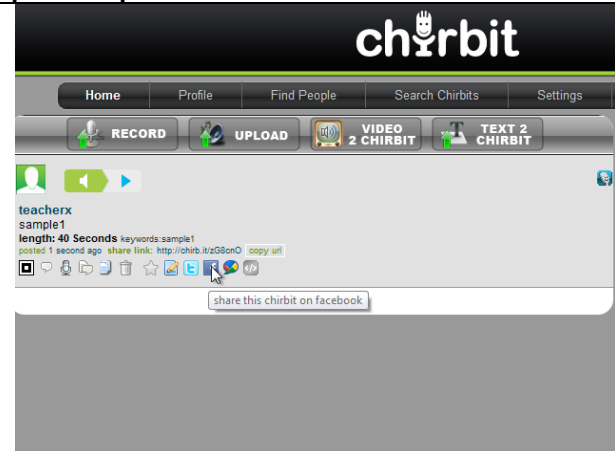 chirbit
Home Profile Find People Search Chirbits Settings
RECORD UPLOAD VIDEO 2 CHIRBIT TEXT 2 CHIRBIT
teacherx
sample1
length: 40 Seconds keywords:sample1
posted 1 second ago share link: http://chirb.it/zG8cnO copy url
share this chirbit on facebook